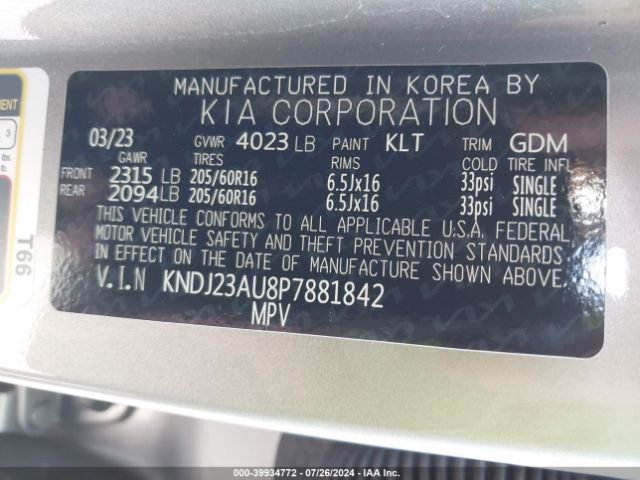 MANUFACTURED IN KOREA BY
KIA CORPORATION
03/23 GVWR 4023 LB PAINT KLT TRIM GDM
GAWR TIRES RIMS COLD TIRE INFL
FRONT 2315 LB 205/60R16 6.5Jx16 33psi SINGLE
REAR 2094 LB 205/60R16 6.5Jx16 33psi SINGLE
THIS VEHICLE CONFORMS TO ALL APPLICABLE U.S.A. FEDERAL
MOTOR VEHICLE SAFETY AND THEFT PREVENTION STANDARDS
IN EFFECT ON THE DATE OF MANUFACTURE SHOWN ABOVE.
V.I.N KNDJ23AU8P7881842
MPV
T66
3
lbs.
000-39934772 - 07/26/2024 - IAA Inc.